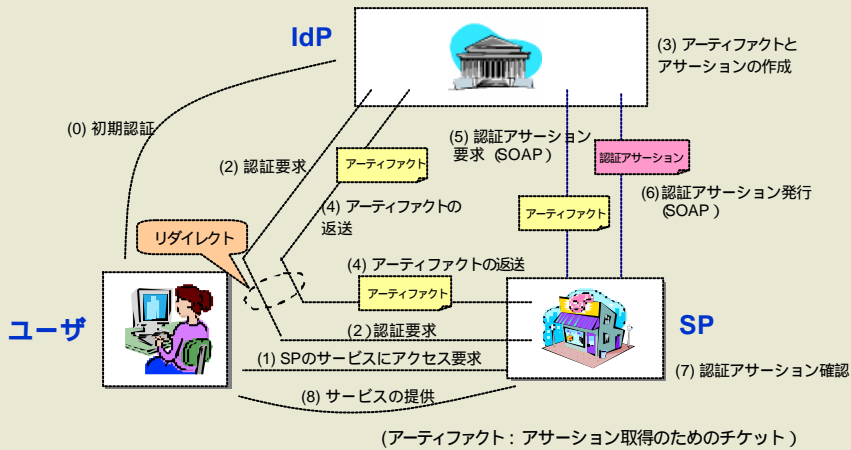 IdP
(3) アーティファクトと
アサーションの作成
(0) 初期認証
(2) 認証要求
アーティファクト
(5) 認証アサーション
要求（SOAP）
認証アサーション
(6)認証アサーション発行
（SOAP）
(4) アーティファクトの
返送
アーティファクト
リダイレクト
(4) アーティファクトの返送
アーティファクト
ユーザ
(2)認証要求
SP
(1) SPのサービスにアクセス要求
(7) 認証アサーション確認
(8) サービスの提供
(アーティファクト：アサーション取得のためのチケット)